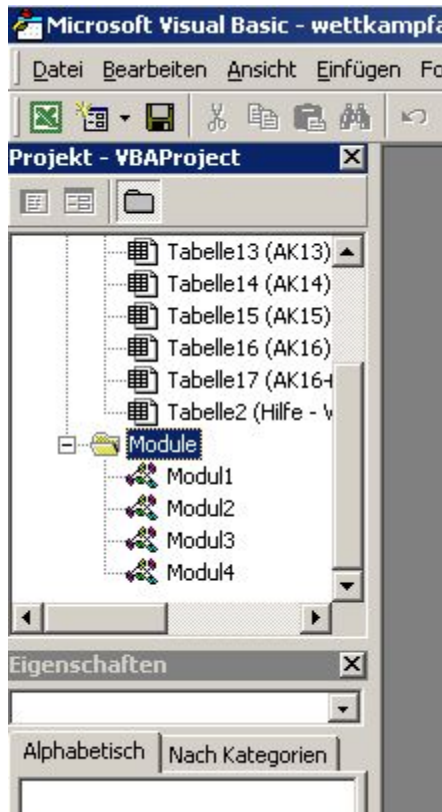 Microsoft Visual Basic - wettkampfa
Datei Bearbeiten Ansicht Einfügen Fo
Projekt - VBAProject
Tabelle13 (AK13)
Tabelle14 (AK14)
Tabelle15 (AK15)
Tabelle16 (AK16)
Tabelle17 (AK16+
Tabelle2 (Hilfe - V
Module
Modul1
Modul2
Modul3
Modul4
Eigenschaften
Alphabetisch Nach Kategorien